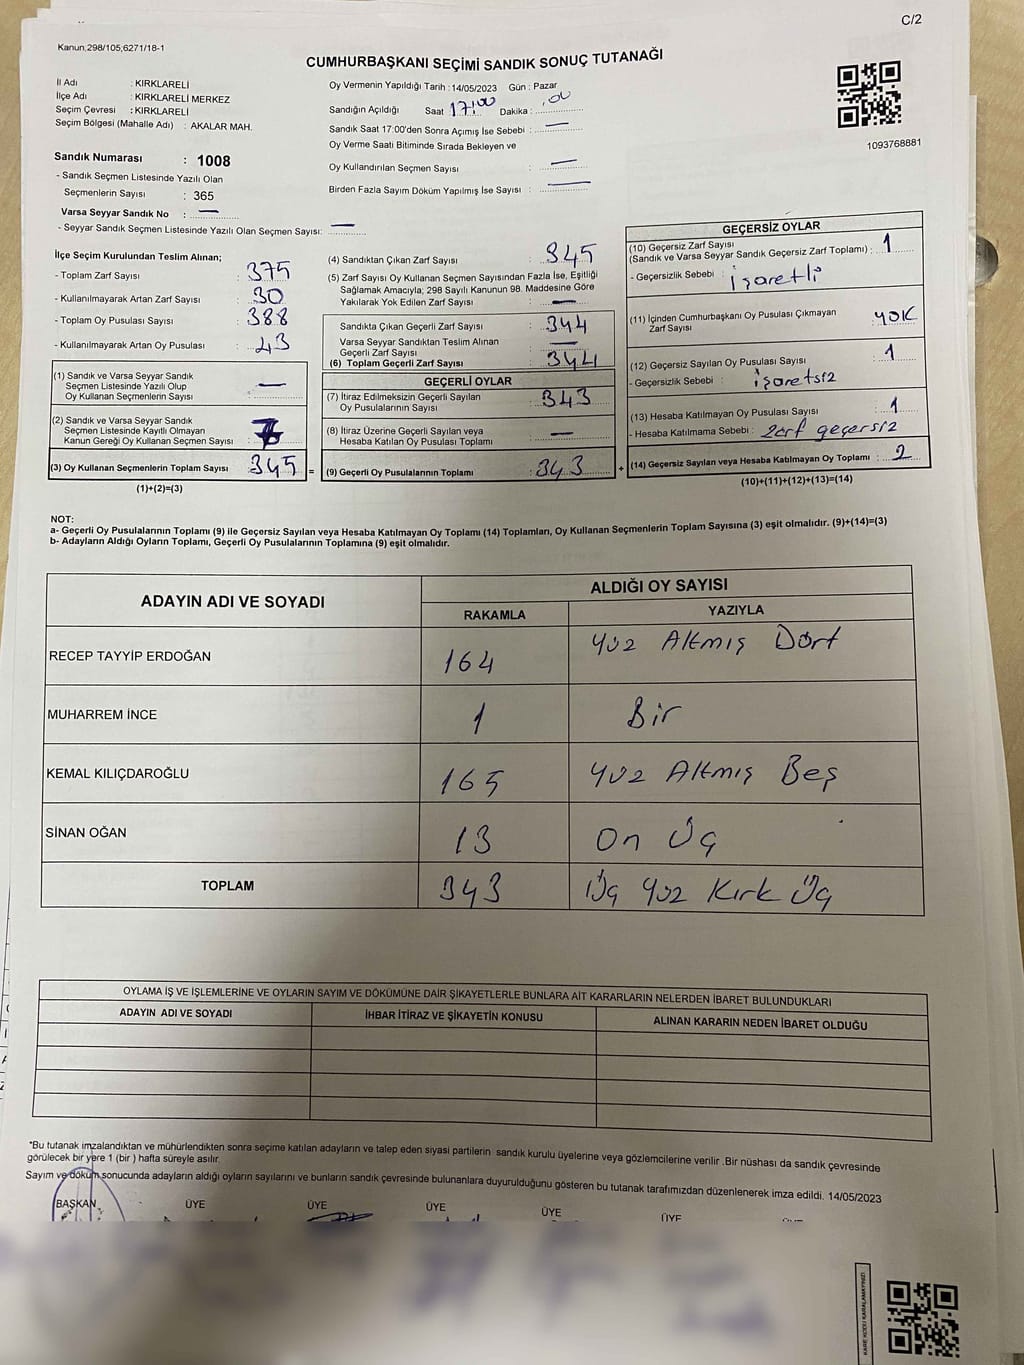 C/2
Kanun,298/105,6271/18-1
CUMHURBAŞKANI SEÇİMİ SANDIK SONUÇ TUTANAĞI
İl Adı : KIRKLARELİ
İlçe Adı : KIRKLARELİ MERKEZ
Seçim Çevresi : KIRKLARELİ
Seçim Bölgesi (Mahalle Adı) : AKALAR MAH.
Sandık Numarası : 1008
- Sandık Seçmen Listesinde Yazılı Olan
Seçmenlerin Sayısı : 365
Varsa Seyyar Sandık No : —
- Seyyar Sandık Seçmen Listesinde Yazılı Olan Seçmen Sayısı: —
Oy Vermenin Yapıldığı Tarih : 14/05/2023 Gün : Pazar
Sandığın Açıldığı Saat 17:00 Dakika : 00
Sandık Saat 17:00'den Sonra Açımış İse Sebebi : —
Oy Verme Saati Bitiminde Sırada Bekleyen ve
Oy Kullandırılan Seçmen Sayısı : —
Birden Fazla Sayım Döküm Yapılmış İse Sayısı : —
1093768881
İlçe Seçim Kurulundan Teslim Alınan;
- Toplam Zarf Sayısı : 375
- Kullanılmayarak Artan Zarf Sayısı : 30
- Toplam Oy Pusulası Sayısı : 388
- Kullanılmayarak Artan Oy Pusulası : 43
(1) Sandık ve Varsa Seyyar Sandık
Seçmen Listesinde Yazılı Olup
Oy Kullanan Seçmenlerin Sayısı : —
(2) Sandık ve Varsa Seyyar Sandık
Seçmen Listesinde Kayıtlı Olmayan
Kanun Gereği Oy Kullanan Seçmen Sayısı :
(3) Oy Kullanan Seçmenlerin Toplam Sayısı : 345 =
(1)+(2)=(3)
(4) Sandıktan Çıkan Zarf Sayısı : 345
(5) Zarf Sayısı Oy Kullanan Seçmen Sayısından Fazla İse, Eşitliği
Sağlamak Amacıyla; 298 Sayılı Kanunun 98. Maddesine Göre
Yakılarak Yok Edilen Zarf Sayısı : —
Sandıkta Çıkan Geçerli Zarf Sayısı : 344
Varsa Seyyar Sandıktan Teslim Alınan
Geçerli Zarf Sayısı : —
(6) Toplam Geçerli Zarf Sayısı : 344
GEÇERLİ OYLAR
(7) İtiraz Edilmeksizin Geçerli Sayılan
Oy Pusulalarının Sayısı : 343
(8) İtiraz Üzerine Geçerli Sayılan veya
Hesaba Katılan Oy Pusulası Toplamı : —
(9) Geçerli Oy Pusulalarının Toplamı : 343 +
GEÇERSİZ OYLAR
(10) Geçersiz Zarf Sayısı
(Sandık ve Varsa Seyyar Sandık Geçersiz Zarf Toplamı) : 1
- Geçersizlik Sebebi : işaretli
(11) İçinden Cumhurbaşkanı Oy Pusulası Çıkmayan
Zarf Sayısı : YOK
(12) Geçersiz Sayılan Oy Pusulası Sayısı : 1
- Geçersizlik Sebebi : işaretsiz
(13) Hesaba Katılmayan Oy Pusulası Sayısı : 1
- Hesaba Katılmama Sebebi : zarf geçersiz
(14) Geçersiz Sayılan veya Hesaba Katılmayan Oy Toplamı : 2
(10)+(11)+(12)+(13)=(14)
NOT:
a- Geçerli Oy Pusulalarının Toplamı (9) ile Geçersiz Sayılan veya Hesaba Katılmayan Oy Toplamı (14) Toplamları, Oy Kullanan Seçmenlerin Toplam Sayısına (3) eşit olmalıdır. (9)+(14)=(3)
b- Adayların Aldığı Oyların Toplamı, Geçerli Oy Pusulalarının Toplamına (9) eşit olmalıdır.
ADAYIN ADI VE SOYADI ALDIĞI OY SAYISI
RAKAMLA YAZIYLA
RECEP TAYYİP ERDOĞAN 164 Yüz Altmış Dört
MUHARREM İNCE 1 Bir
KEMAL KILIÇDAROĞLU 165 Yüz Altmış Beş
SİNAN OĞAN 13 On Üç
TOPLAM 343 Üç Yüz Kırk Üç
OYLAMA İŞ VE İŞLEMLERİNE VE OYLARIN SAYIM VE DÖKÜMÜNE DAİR ŞİKAYETLERLE BUNLARA AİT KARARLARIN NELERDEN İBARET BULUNDUKLARI
ADAYIN ADI VE SOYADI İHBAR İTİRAZ VE ŞİKAYETİN KONUSU ALINAN KARARIN NEDEN İBARET OLDUĞU
*Bu tutanak imzalandıktan ve mühürlendikten sonra seçime katılan adayların ve talep eden siyasi partilerin sandık kurulu üyelerine veya gözlemcilerine verilir .Bir nüshası da sandık çevresinde
görülecek bir yere 1 (bir ) hafta süreyle asılır.
Sayım ve döküm sonucunda adayların aldığı oyların sayılarını ve bunların sandık çevresinde bulunanlara duyurulduğunu gösteren bu tutanak tarafımızdan düzenlenerek imza edildi. 14/05/2023
BAŞKAN ÜYE ÜYE ÜYE ÜYE ÜYE
KARE KODU KARALAMAYINIZ!